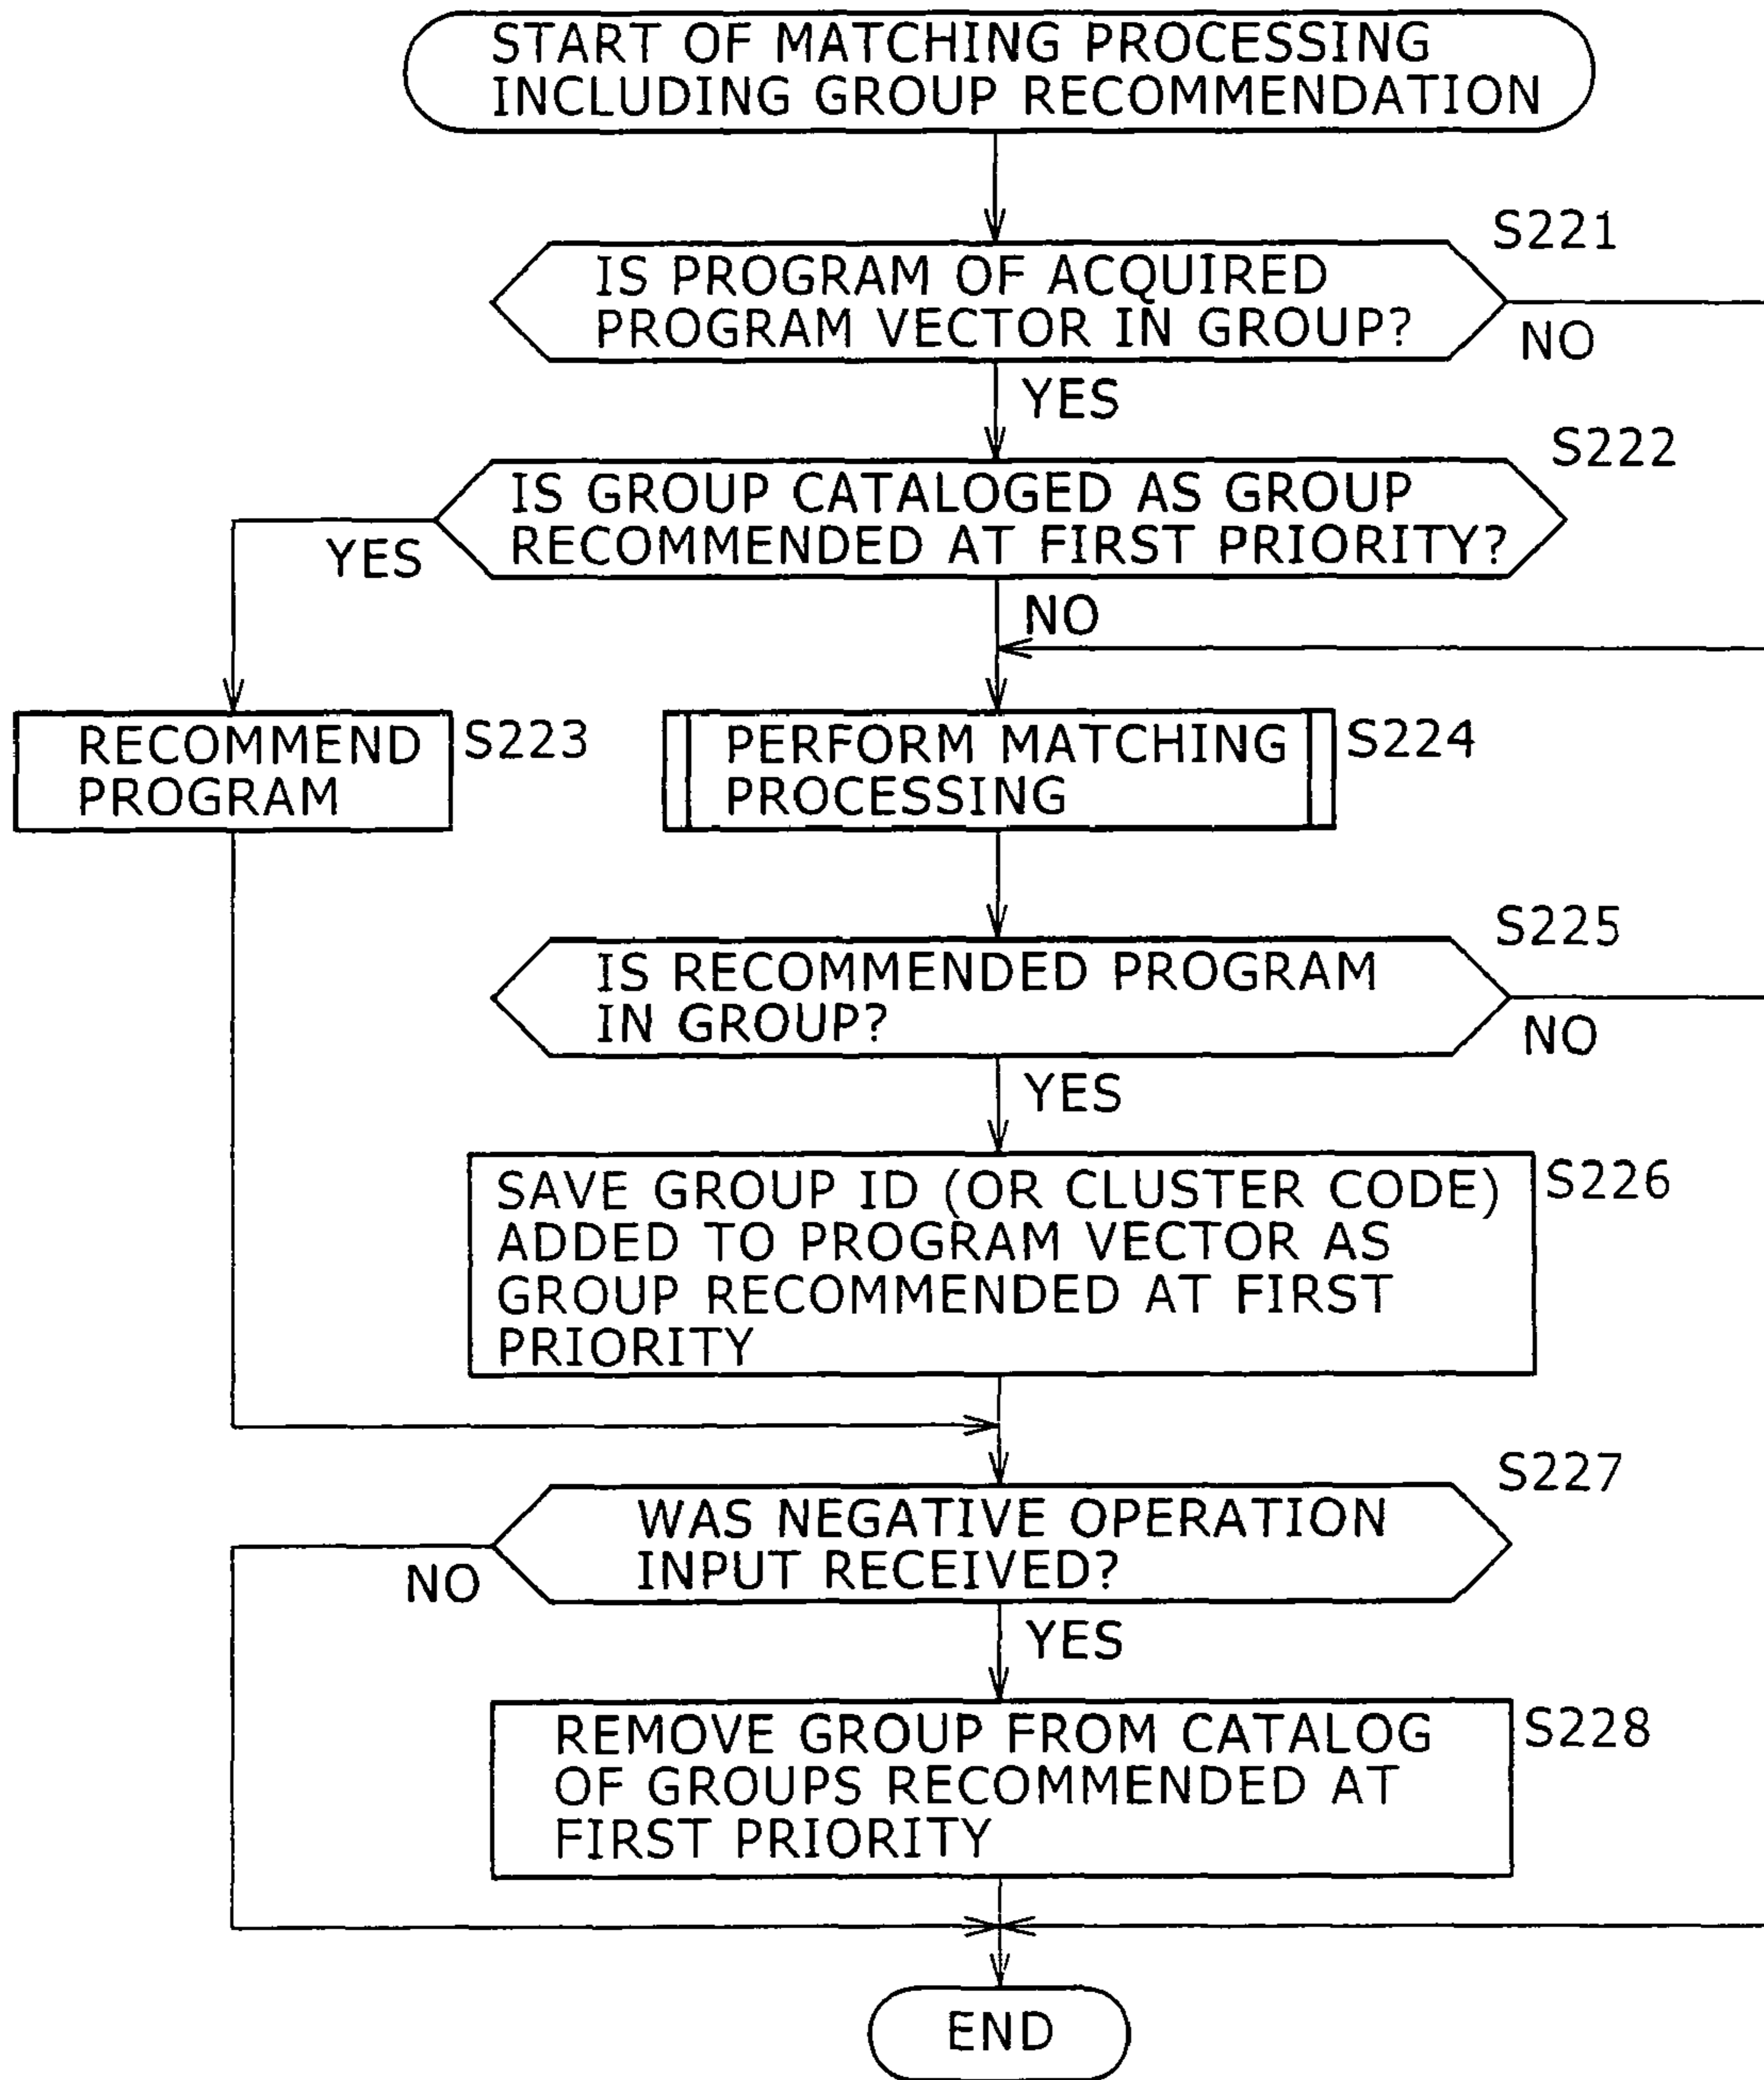 START OF MATCHING PROCESSING
INCLUDING GROUP RECOMMENDATION
S221
IS PROGRAM OF ACQUIRED
PROGRAM VECTOR IN GROUP?
NO
YES
S222
IS GROUP CATALOGED AS GROUP
RECOMMENDED AT FIRST PRIORITY?
YES
NO
RECOMMEND
PROGRAM
S223
PERFORM MATCHING
PROCESSING
S224
S225
IS RECOMMENDED PROGRAM
IN GROUP?
NO
YES
SAVE GROUP ID (OR CLUSTER CODE)
ADDED TO PROGRAM VECTOR AS
GROUP RECOMMENDED AT FIRST
PRIORITY
S226
S227
WAS NEGATIVE OPERATION
INPUT RECEIVED?
NO
YES
REMOVE GROUP FROM CATALOG
OF GROUPS RECOMMENDED AT
FIRST PRIORITY
S228
END